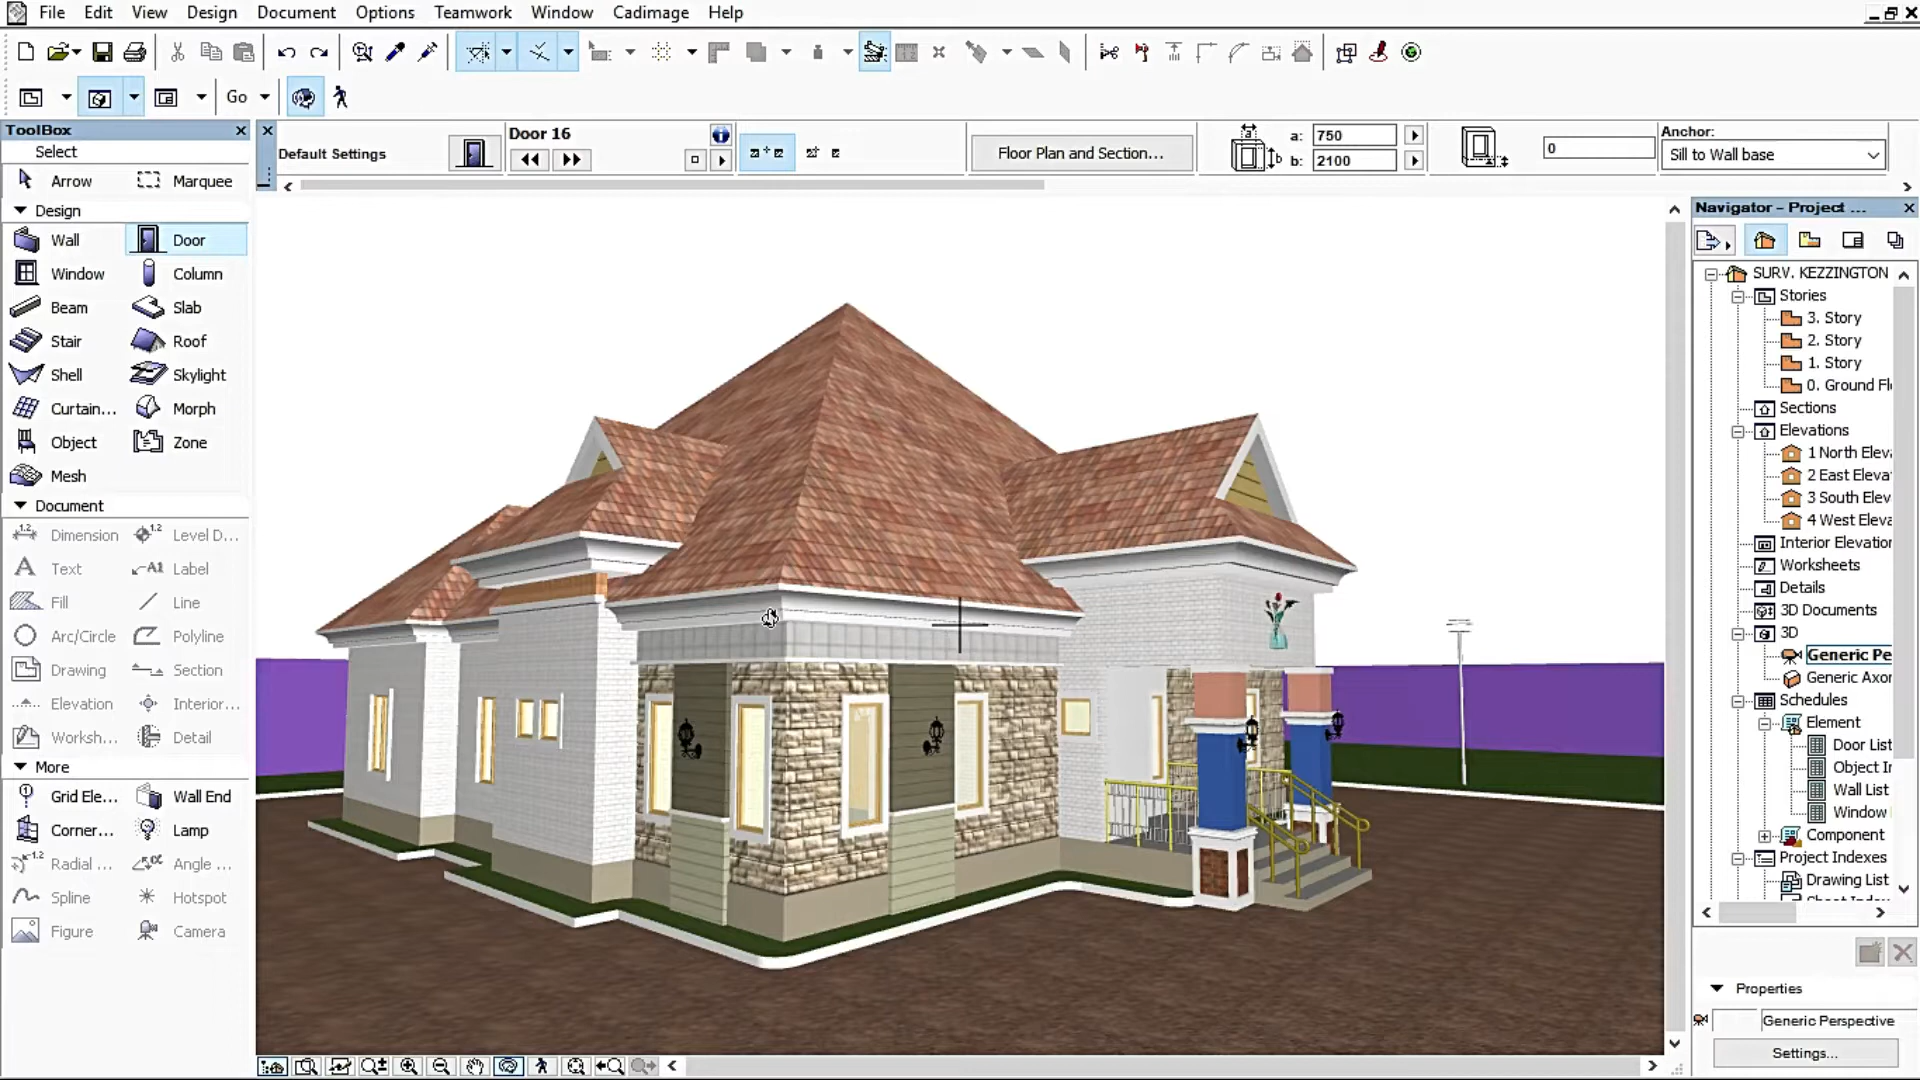 File Edit View Design Document Options Teamwork Window Cadimage Help
Go
ToolBox
Select
Arrow Marquee
Design
Wall Door
Window Column
Beam Slab
Stair Roof
Shell Skylight
Curtain... Morph
Object Zone
Mesh
Document
Dimension Level D...
Text Label
Fill Line
Arc/Circle Polyline
Drawing Section
Elevation Interior...
Worksh... Detail
More
Grid Ele... Wall End
Corner... Lamp
Radial ... Angle ...
Spline Hotspot
Figure Camera
Default Settings
Door 16
Floor Plan and Section...
a: 750
b: 2100
0
Anchor:
Sill to Wall base
Navigator - Project ...
SURV. KEZZINGTON
Stories
3. Story
2. Story
1. Story
0. Ground Fl
Sections
Elevations
1 North Eleva
2 East Eleva
3 South Elev
4 West Eleva
Interior Elevation
Worksheets
Details
3D Documents
3D
Generic Pe
Generic Axor
Schedules
Element
Door List
Object Ir
Wall List
Window
Component
Project Indexes
Drawing List
Properties
Generic Perspective
Settings...